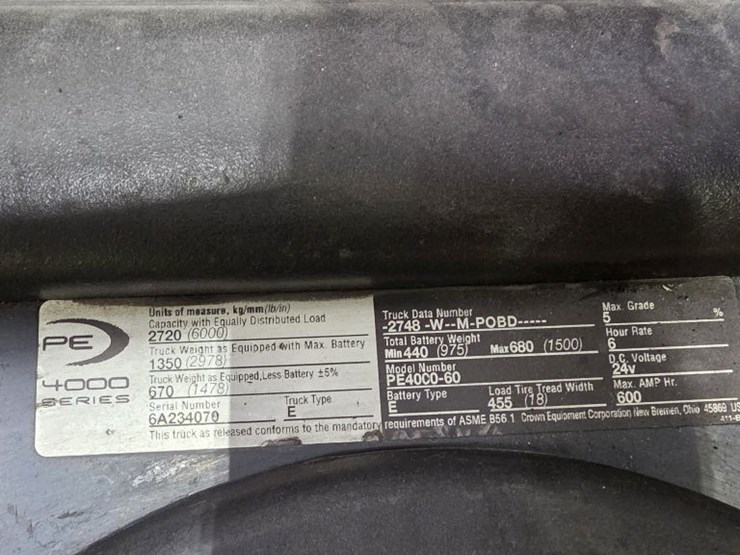 PE
4000
SERIES
Units of measure, kg/mm (lb/in)
Capacity with Equally Distributed Load
2720 (6000)
Truck Weight as Equipped With Max. Battery
1350 (2978)
Truck Weight as Equipped, Less Battery ±5%
670 (1478)
Serial Number Truck Type
6A234070 E
Truck Data Number
-2748 -W--M-POBD-----
Total Battery Weight
Min 440 (975) Max 680 (1500)
Model Number
PE4000-60
Battery Type Load Tire Tread Width
E 455 (18)
Max. Grade
5 %
Hour Rate
6
D.C. Voltage
24v
Max. AMP Hr.
600
This truck as released conforms to the mandatory requirements of ASME B56.1 Crown Equipment Corporation, New Bremen, Ohio 45869 US
411-B